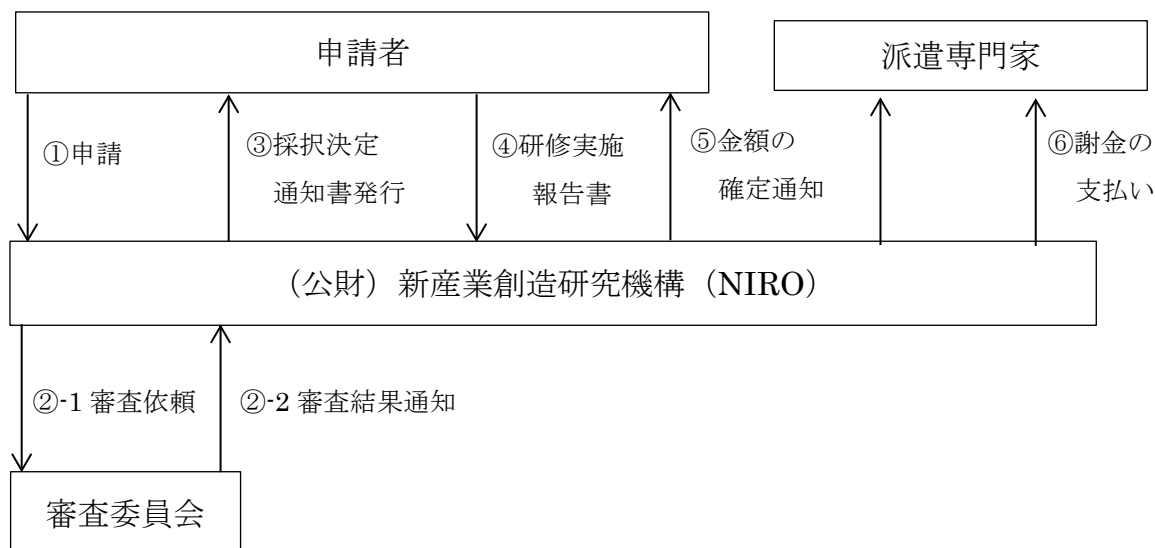 申請者
派遣専門家
①申請
③採択決定
通知書発行
④研修実施
報告書
⑤金額の
確定通知
⑥謝金の
支払い
（公財）新産業創造研究機構（NIRO）
②-1 審査依頼
②-2 審査結果通知
審査委員会